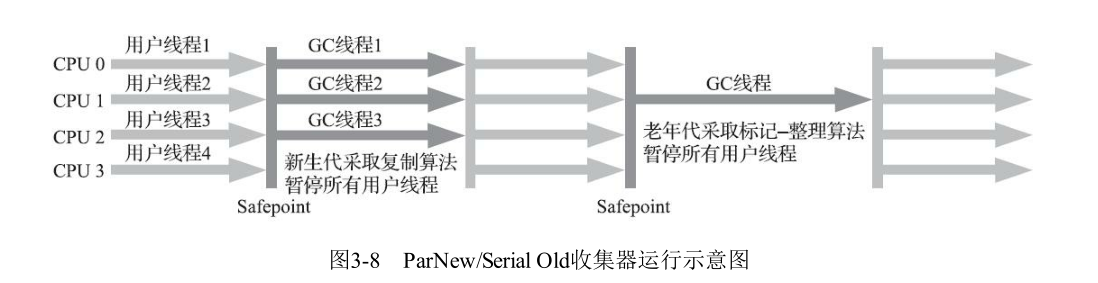 用户线程1
GC线程1
CPU 0
用户线程2
GC线程2
GC线程
CPU 1
用户线程3
GC线程3
CPU 2
老年代采取标记–整理算法
暂停所有用户线程
用户线程4
新生代采取复制算法
暂停所有用户线程
CPU 3
Safepoint
Safepoint
图3-8 ParNew/Serial Old收集器运行示意图